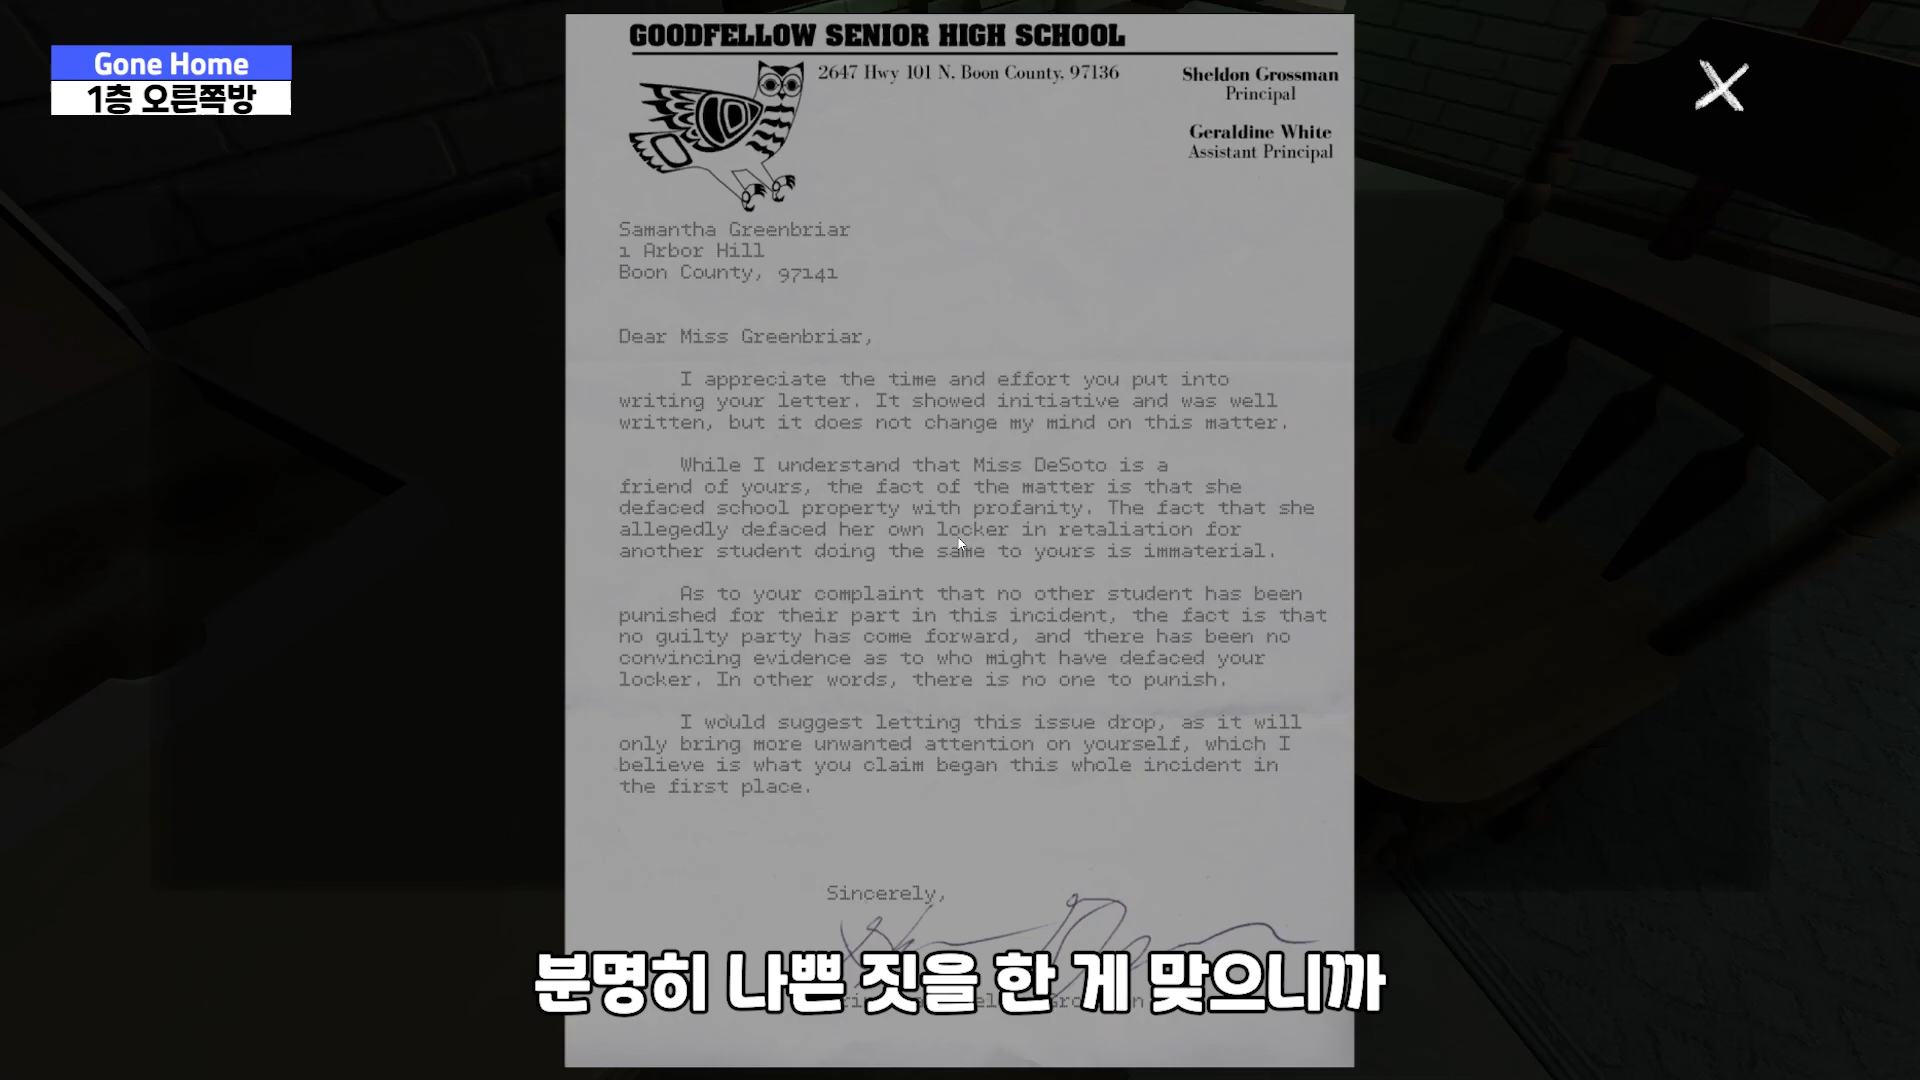 Gone Home
1층 오른쪽방
GOODFELLOW SENIOR HIGH SCHOOL
2647 Hwy 101 N. Boon County, 97136
Sheldon Grossman
Principal
Geraldine White
Assistant Principal
Samantha Greenbriar
1 Arbor Hill
Boon County, 97141
Dear Miss Greenbriar,
I appreciate the time and effort you put into
writing your letter. It showed initiative and was well
written, but it does not change my mind on this matter.
While I understand that Miss DeSoto is a
friend of yours, the fact of the matter is that she
defaced school property with profanity. The fact that she
allegedly defaced her own locker in retaliation for
another student doing the same to yours is immaterial.
As to your complaint that no other student has been
punished for their part in this incident, the fact is that
no guilty party has come forward, and there has been no
convincing evidence as to who might have defaced your
locker. In other words, there is no one to punish.
I would suggest letting this issue drop, as it will
only bring more unwanted attention on yourself, which I
believe is what you claim began this whole incident in
the first place.
Sincerely,
분명히 나쁜 짓을 한 게 맞으니까